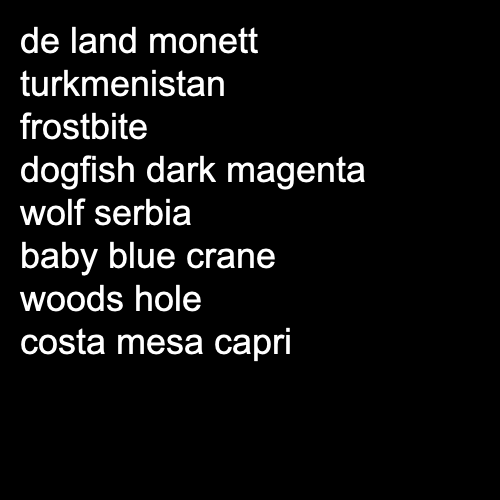 de land monett
turkmenistan
frostbite
dogfish dark magenta
wolf serbia
baby blue crane
woods hole
costa mesa capri